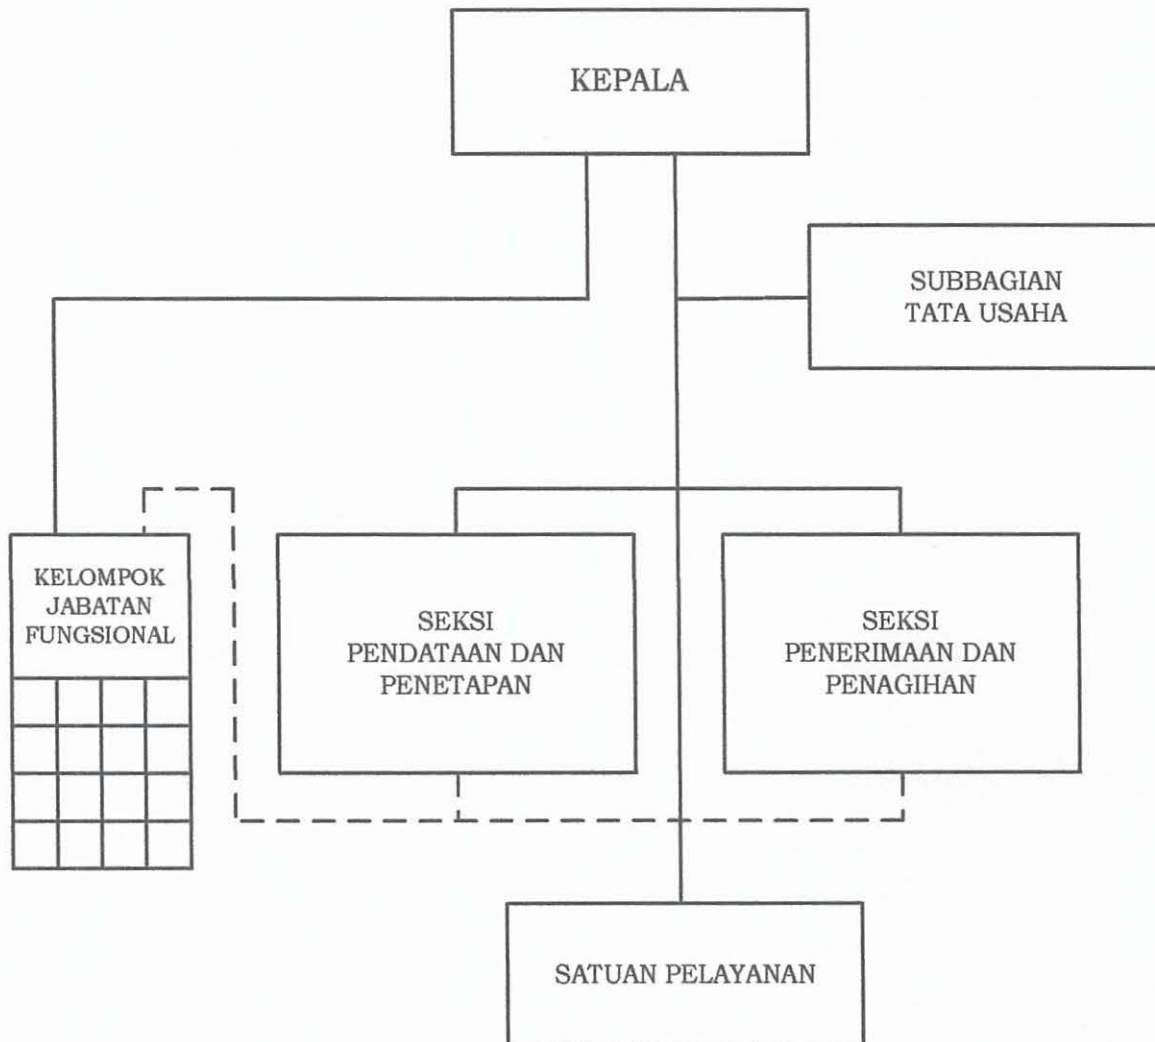 KEPALA
SUBBAGIAN
TATA USAHA
KELOMPOK
JABATAN
FUNGSIONAL
SEKSI
PENDATAAN DAN
PENETAPAN
SEKSI
PENERIMAAN DAN
PENAGIHAN
SATUAN PELAYANAN